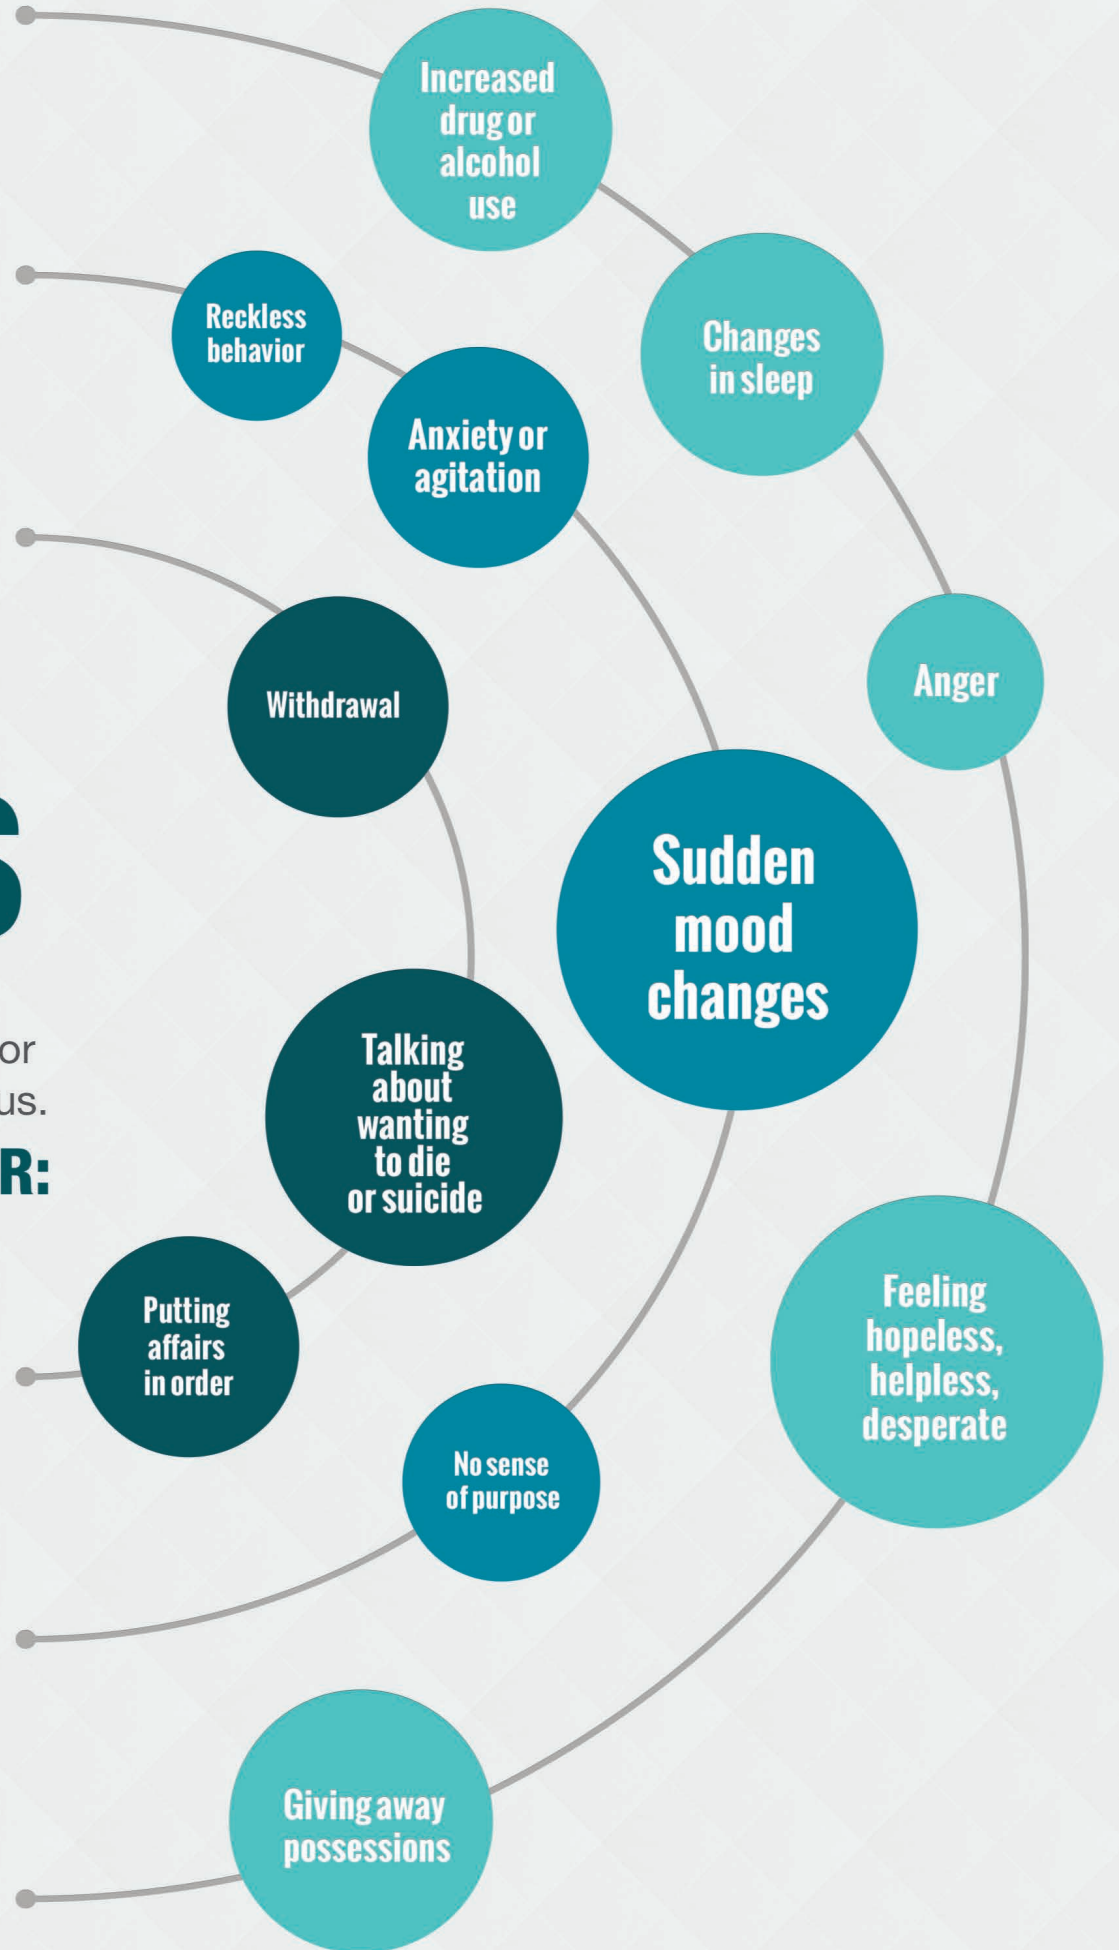 Increased
drug or
alcohol
use
Reckless
behavior
Changes
in sleep
Anxiety or
agitation
Withdrawal
Anger
S
Sudden
mood
changes
or
us.
R:
Talking
about
wanting
to die
or suicide
Putting
affairs
in order
Feeling
hopeless,
helpless,
desperate
No sense
of purpose
Giving away
possessions